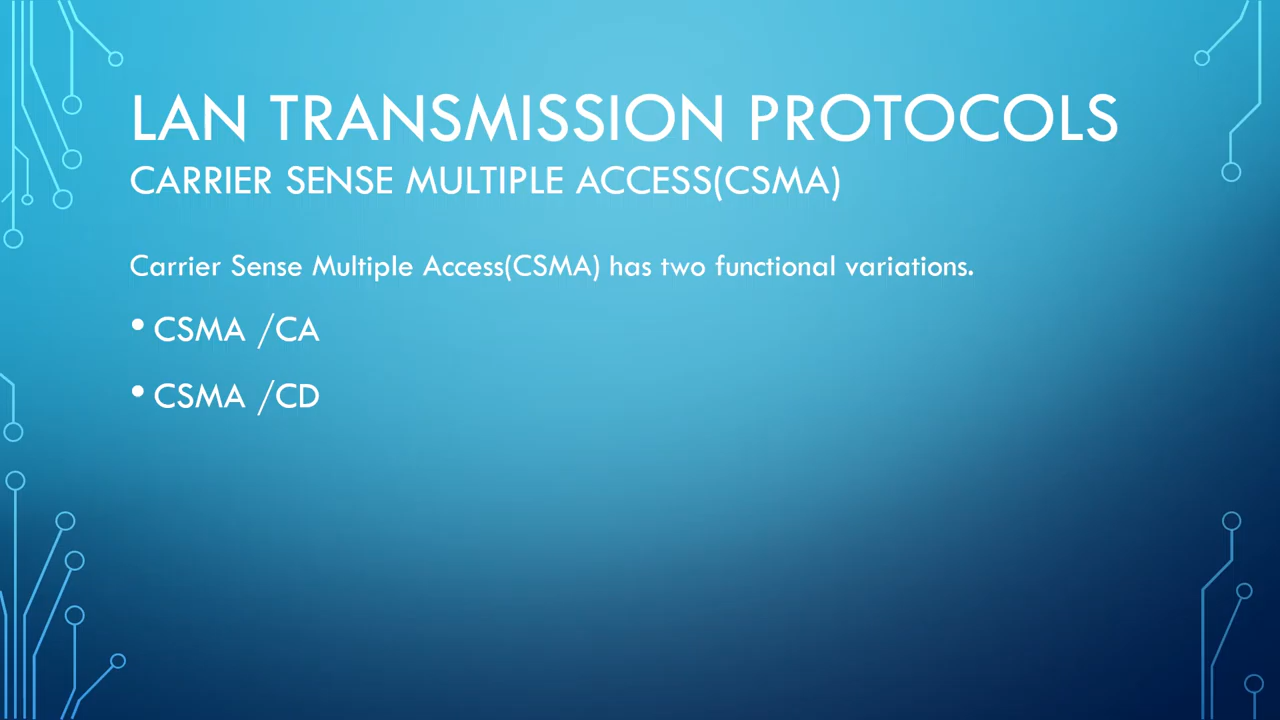 LAN TRANSMISSION PROTOCOLS
CARRIER SENSE MULTIPLE ACCESS(CSMA)
Carrier Sense Multiple Access(CSMA) has two functional variations.
• CSMA /CA
• CSMA /CD